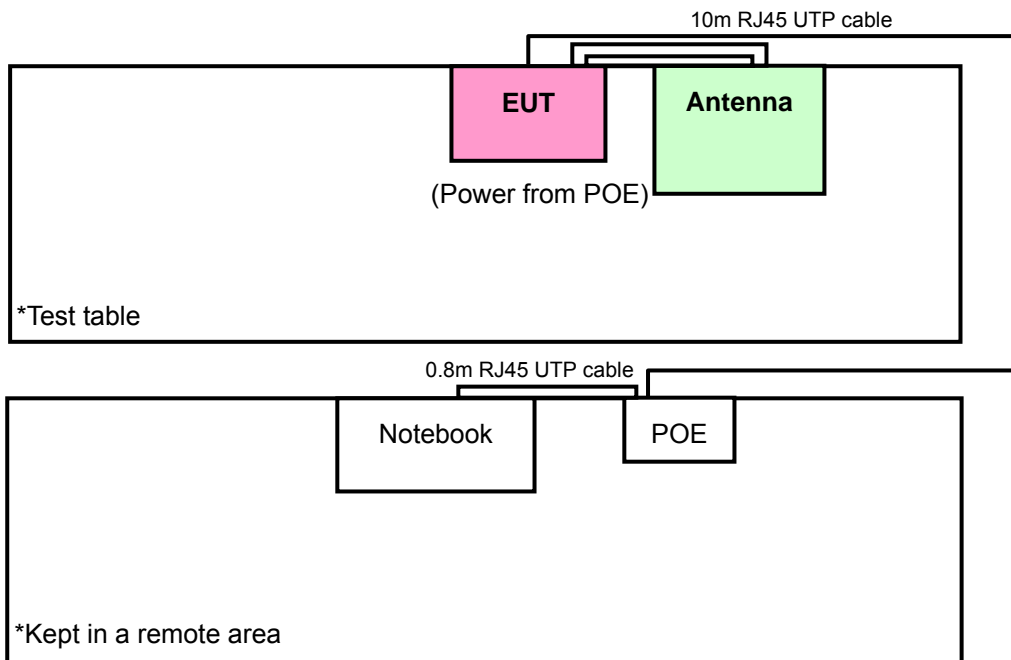 10m RJ45 UTP cable
EUT
Antenna
(Power from POE)
*Test table
0.8m RJ45 UTP cable
Notebook
POE
*Kept in a remote area